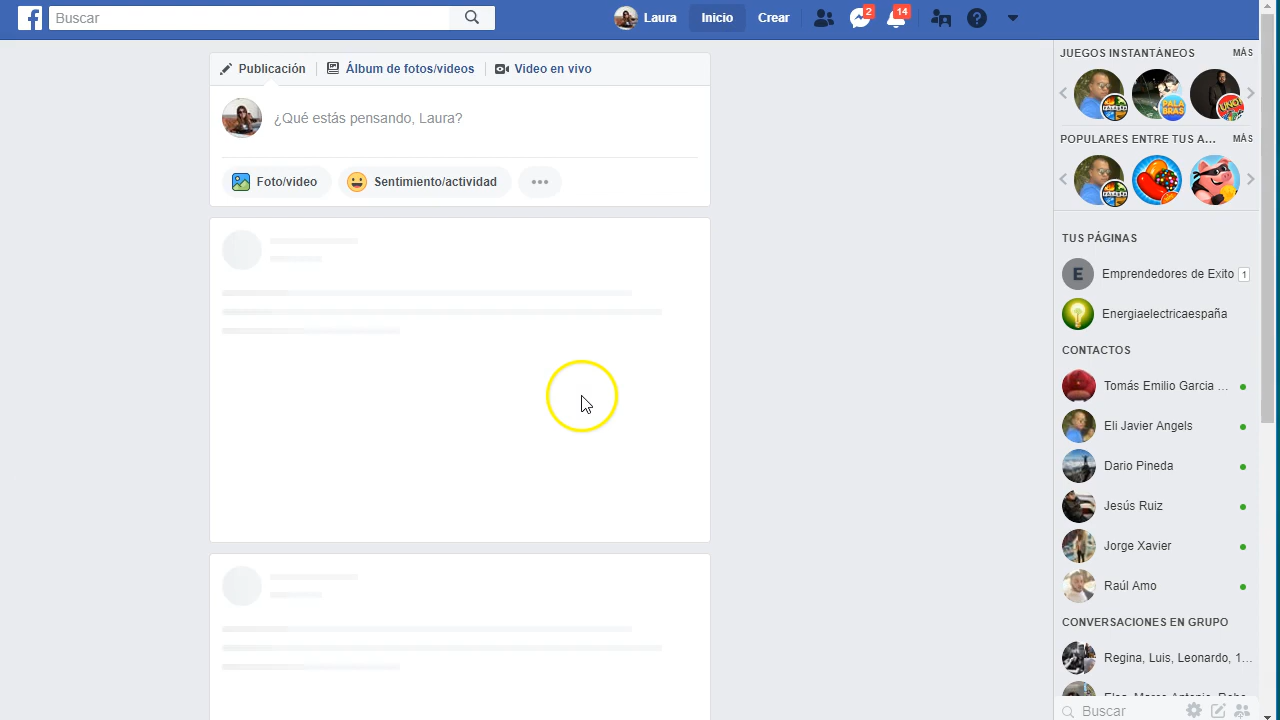 f
Buscar
Laura
Inicio
Crear
2
14
Publicación
Álbum de fotos/videos
Video en vivo
¿Qué estás pensando, Laura?
Foto/video
Sentimiento/actividad
JUEGOS INSTANTÁNEOS
MÁS
PALABRAS
UNO
POPULARES ENTRE TUS A...
MÁS
TUS PÁGINAS
E
Emprendedores de Exito
1
Energiaelectricaespaña
CONTACTOS
Tomás Emilio Garcia ...
Eli Javier Angels
Dario Pineda
Jesús Ruiz
Jorge Xavier
Raúl Amo
CONVERSACIONES EN GRUPO
Regina, Luis, Leonardo, 1...
Buscar